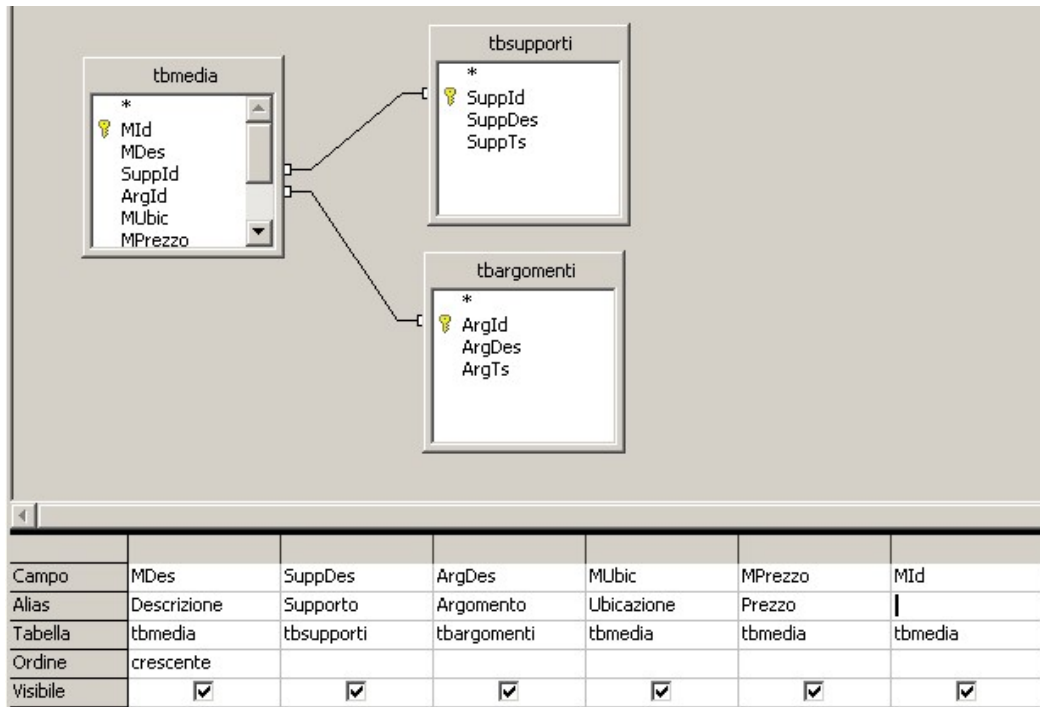 tbmedia
*
MId
MDes
SuppId
ArgId
MUbic
MPrezzo
tbsupporti
*
SuppId
SuppDes
SuppTs
tbargomenti
*
ArgId
ArgDes
ArgTs
Campo MDes SuppDes ArgDes MUbic MPrezzo MId
Alias Descrizione Supporto Argomento Ubicazione Prezzo
Tabella tbmedia tbsupporti tbargomenti tbmedia tbmedia tbmedia
Ordine crescente
Visibile